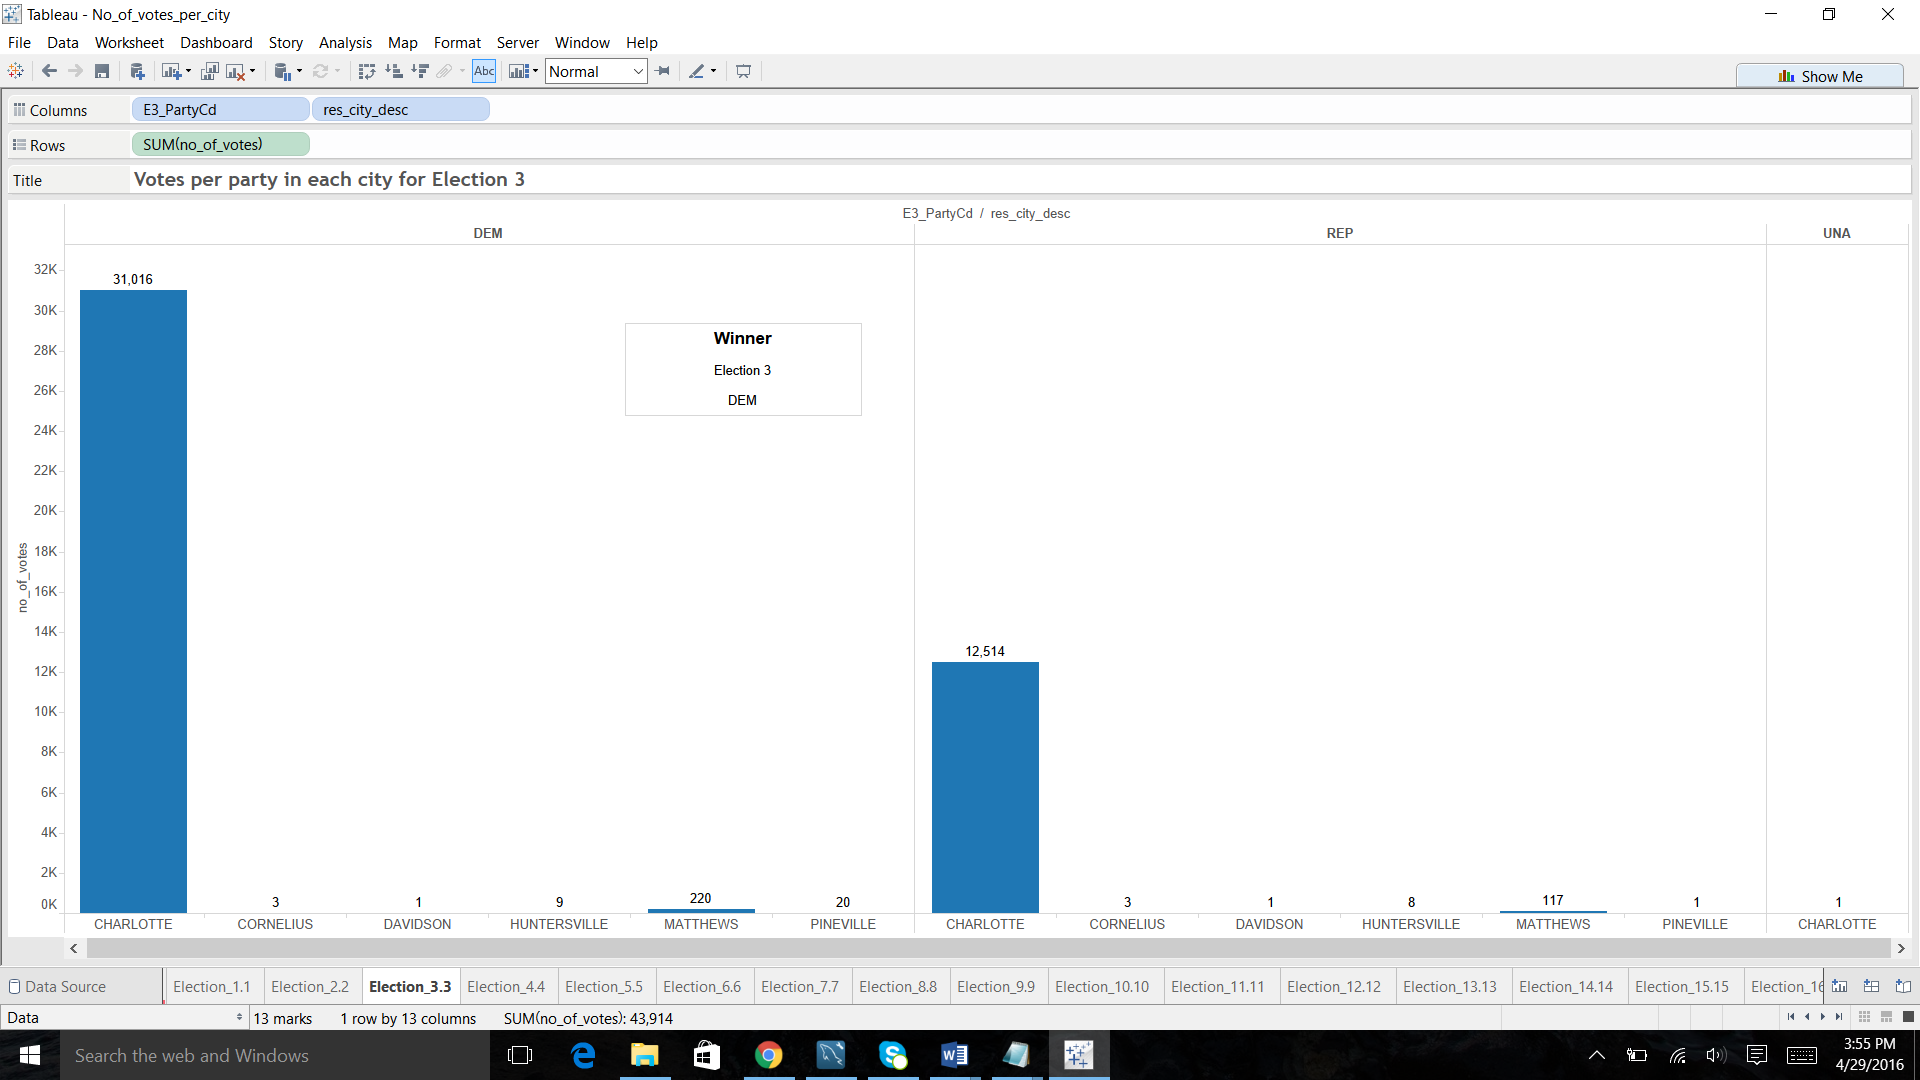 Tableau - No_of_votes_per_city
File Data Worksheet Dashboard Story Analysis Map Format Server Window Help
Abc Normal
Show Me
Columns E3_PartyCd res_city_desc
Rows SUM(no_of_votes)
Title Votes per party in each city for Election 3
E3_PartyCd / res_city_desc
DEM REP UNA
32K
31,016
30K
Winner
28K
Election 3
26K
DEM
24K
22K
20K
18K
no_of_votes
16K
14K
12,514
12K
10K
8K
6K
4K
2K
0K 3 1 9 220 20 3 1 8 117 1 1
CHARLOTTE CORNELIUS DAVIDSON HUNTERSVILLE MATTHEWS PINEVILLE CHARLOTTE CORNELIUS DAVIDSON HUNTERSVILLE MATTHEWS PINEVILLE CHARLOTTE
Data Source Election_1.1 Election_2.2 Election_3.3 Election_4.4 Election_5.5 Election_6.6 Election_7.7 Election_8.8 Election_9.9 Election_10.10 Election_11.11 Election_12.12 Election_13.13 Election_14.14 Election_15.15 Election_16
Data 13 marks 1 row by 13 columns SUM(no_of_votes): 43,914
Search the web and Windows
3:55 PM
4/29/2016